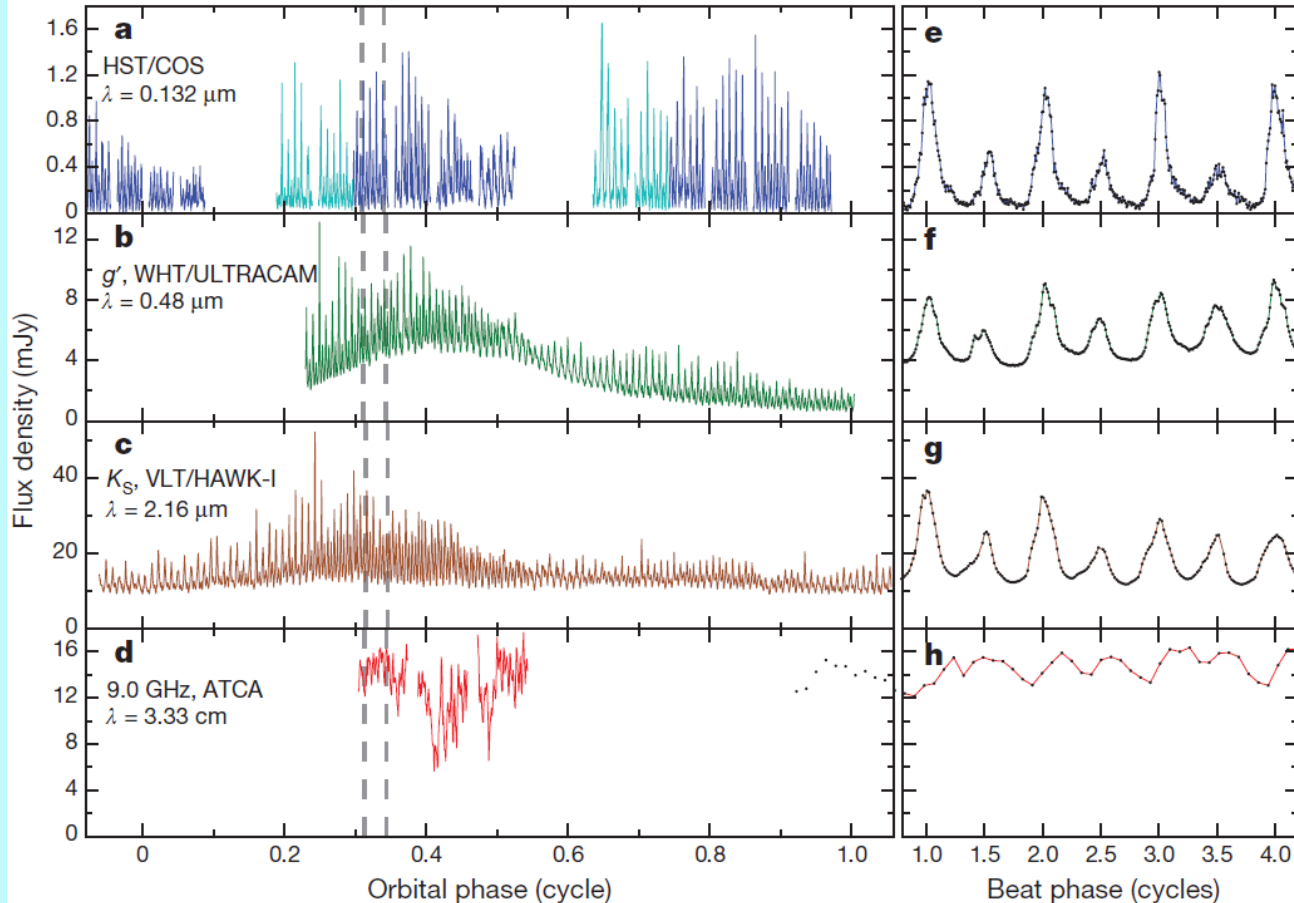 Flux density (mJy)
a
HST/COS
λ = 0.132 μm
1.6
1.2
0.8
0.4
0
b
g′, WHT/ULTRACAM
λ = 0.48 μm
12
8
4
0
c
K_S, VLT/HAWK-I
λ = 2.16 μm
40
20
0
d
9.0 GHz, ATCA
λ = 3.33 cm
16
12
8
4
0
0 0.2 0.4 0.6 0.8 1.0
Orbital phase (cycle)
e
f
g
h
1.0 1.5 2.0 2.5 3.0 3.5 4.0
Beat phase (cycles)